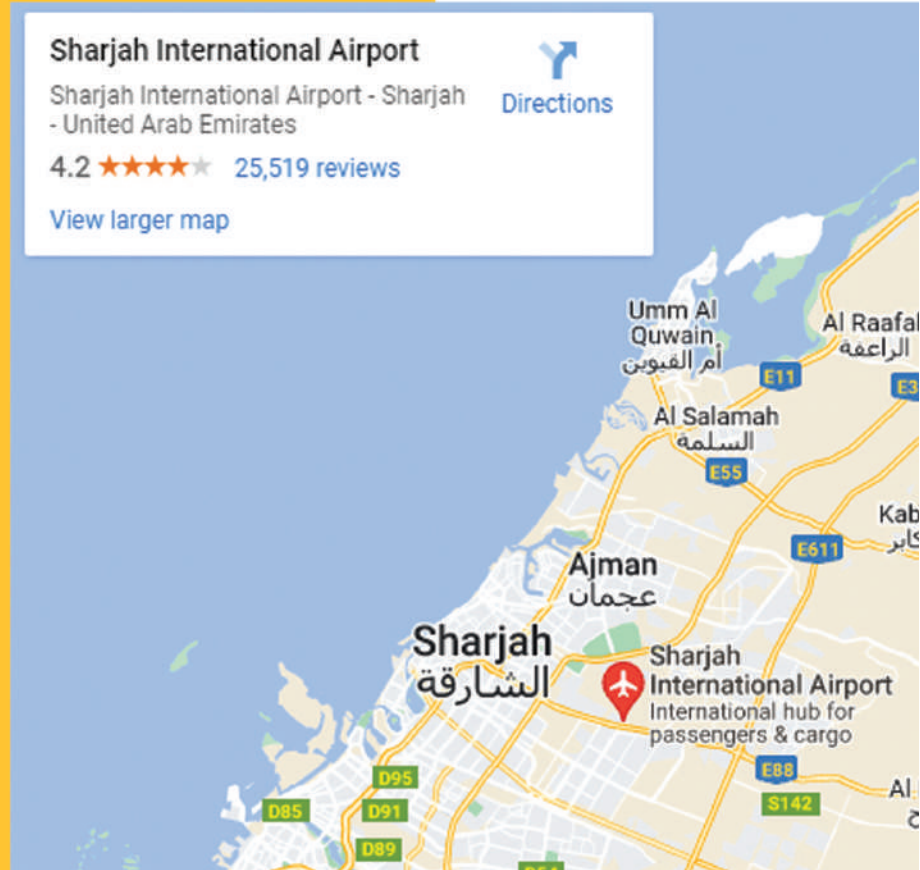 Sharjah International Airport
Directions
Sharjah International Airport - Sharjah
- United Arab Emirates
4.2
25,519 reviews
View larger map
Umm Al
Quwain
أم القيوين
Al Raafah
الراعفة
E11
Al Salamah
السلمة
E55
Kab
كابر
E611
Ajman
عجمان
Sharjah
الشارقة
Sharjah
International Airport
International hub for
passengers & cargo
E88
S142
Al
D95
D85
D91
D89